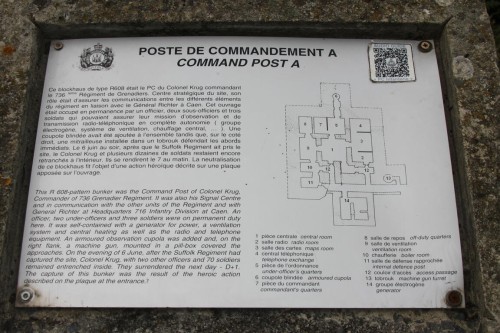 POSTE DE COMMANDEMENT A
COMMAND POST A
Ce blockhaus de type R608 était le PC du Colonel Krug commandant
le 736 ème Régiment de Grenadiers. Centre stratégique du site, son
rôle était d'assurer les communications entre les différents éléments
du régiment en liaison avec le Général Richter à Caen. Cet ouvrage
était occupé en permanence par un officier, deux sous-officiers et trois
soldats qui pouvaient assurer leur mission d'observation et de
transmission radio-téléphonique en complète autonomie ( groupe
électrogène, système de ventilation, chauffage central, ... ). Une
coupole blindée avait été ajoutée à l'ensemble tandis que, sur le coté
droit, une mitrailleuse installée dans un tobrouk défendait les abords
immédiats. Le 6 juin au soir, après que le Suffolk Regiment ait pris le
site, le Colonel Krug et plusieurs dizaines de soldats restaient encore
retranchés à l'intérieur. Ils se rendirent le 7 au matin. La neutralisation
de ce blockhaus fit l'objet d'une action héroïque décrite sur une plaque
apposée sur l'ouvrage.
This R 608-pattern bunker was the Command Post of Colonel Krug,
Commander of 736 Grenadier Regiment. It was also his Signal Centre
and in communication with the other units of the Regiment and with
General Richter at Headquarters 716 Infantry Division at Caen. An
officer, two under-officers and three soldiers were on permanent duty
here. It was self-contained with a generator for power, a ventilation
system and central heating as well as the radio and telephone
equipment. An armoured observation cupola was added and, on the
right flank, a machine gun, mounted in a pill-box covered the
approaches. On the evening of 6 June, after the Suffolk Regiment had
captured the site, Colonel Krug, with two other officers and 70 soldiers
remained entrenched inside. They surrendered the next day - D+1.
The capture of this bunker was the result of the heroic action
described on the plaque at the entrance.
1 pièce centrale central room
2 salle radio radio room
3 salle des cartes maps room
4 central téléphonique
telephone exchange
5 pièce de l'ordonnance
under-officer's quarters
6 coupole blindée armoured cupola
7 pièce du commandant
commandant's quarters
8 salle de repos off-duty quarters
9 salle de ventilation
ventilation room
10 chaufferie boiler room
11 salle de défense rapprochée
internal defence post
12 couloir d'accès access passage
13 tobrouk machine gun turret
14 groupe électrogène
generator